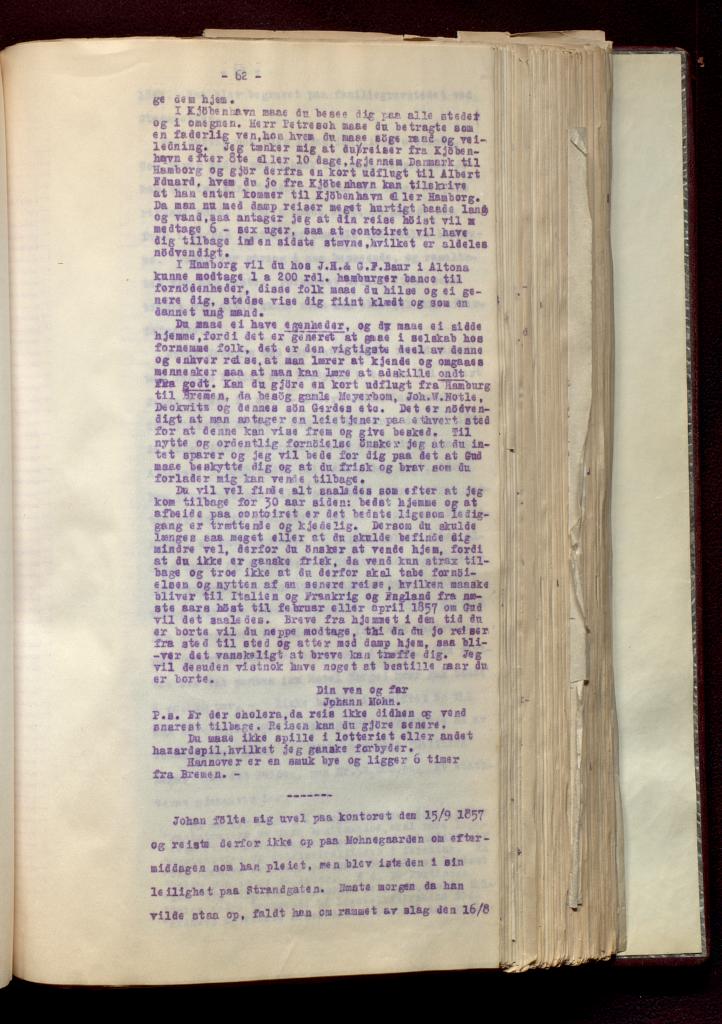 - 62 -
ge dem hjem.
I Kjöbenhavn maae du besee dig paa alle steder
og i omegnen. Herr Petresch maae du betragte som
en faderlig ven, hos hvem du maae söge raad og vei-
ledning. Jeg tænker mig at du reiser fra Kjöben-
havn efter 8te eller 10 dage, igjennem Danmark til
Hamborg og gjör derfra en kort udflugt til Albert
Eduard, hvem du jo fra Kjöbenhavn kan tilskrive
at han enten kommer til Kjöbenhavn eller Hamborg.
Da man nu med damp reiser meget hurtigt baade land
og vand, saa antager jeg at din reise höist vil
medtage 6 - sex uger, saa at contoiret vil have
dig tilbage inden sidste stævne, hvilket er aldeles
nödvendigt.
I Hamborg vil du hos J.H.& G.F.Baur i Altona
kunne modtage 1 a 200 rdl. hamburger banco til
fornödenheder, disse folk maae du hilse og ei ge-
nere dig, stedse vise dig fiint klædt og som en
dannet ung mand.
Du maae ei have egenheder, og du maae ei sidde
hjemme, fordi det er generet at gaae i selskab hos
fornemme folk, det er den vigtigste deel av denne
og enhver reise, at man lærer at kjende og omgaaes
mennesker saa at man kan lære at adskille ondt
fra godt. Kan du gjöre en kort udflugt fra Hamburg
til Bremen, da besög gamle Meyerbom, Joh.W.Notle,
Deckwitz og dennes sön Gerdes etc. Det er nödven-
digt at man antager en leietjener paa ethvert sted
for at denne kan vise frem og give besked. Til
nytte og ordentlig fornöielse önsker jeg at du in-
tet sparer og jeg vil bede for dig paa det at Gud
maae beskytte dig og at du frisk og brav som du
forlader mig kan vende tilbage.
Du vil vel finde alt saaledes som efter at jeg
kom tilbage for 30 aar siden: bedst hjemme og at
afbeide paa contoiret er det bedste ligesom ledig-
gang er trættende og kjedelig. Dersom du skulde
længes saa meget eller at du skulde befinde dig
mindre vel, derfor du önsker at vende hjem, fordi
at du ikke er ganske frisk, da vend kun strax til-
bage og troe ikke at du derfor skal tabe fornöi-
elsen og nytten af en senere reise, hvilken maaske
bliver til Italien og Frankrig og England fra næ-
ste aars höst til februar eller april 1857 om Gud
vil det saaledes. Breve fra hjemmet i den tid du
er borte vil du neppe modtage, thi da du jo reiser
fra sted til sted og atter med damp hjem, saa bli-
-ver det vanskeligt at breve kan træffe dig. Jeg
vil desuden vistnok have noget at bestille naar du
er borte.
Din ven og far
Johann Mohn.
P.s. Er der cholera, da reis ikke didhen og vend
snarest tilbage. Reisen kan du gjöre senere.
Du maae ikke spille i lotteriet eller andet
hazardspil, hvilket jeg ganske forbyder.
Hannover er en smuk bye og ligger 6 timer
fra Bremen. -
-------
Johan fölte sig uvel paa kontoret den 15/9 1857
og reiste derfor ikke op paa Mohnegaarden om efter-
middagen som han pleiet, men blev isteden i sin
leilighet paa Strandgaten. Næste morgen da han
vilde staa op, faldt han om rammet av slag den 16/8